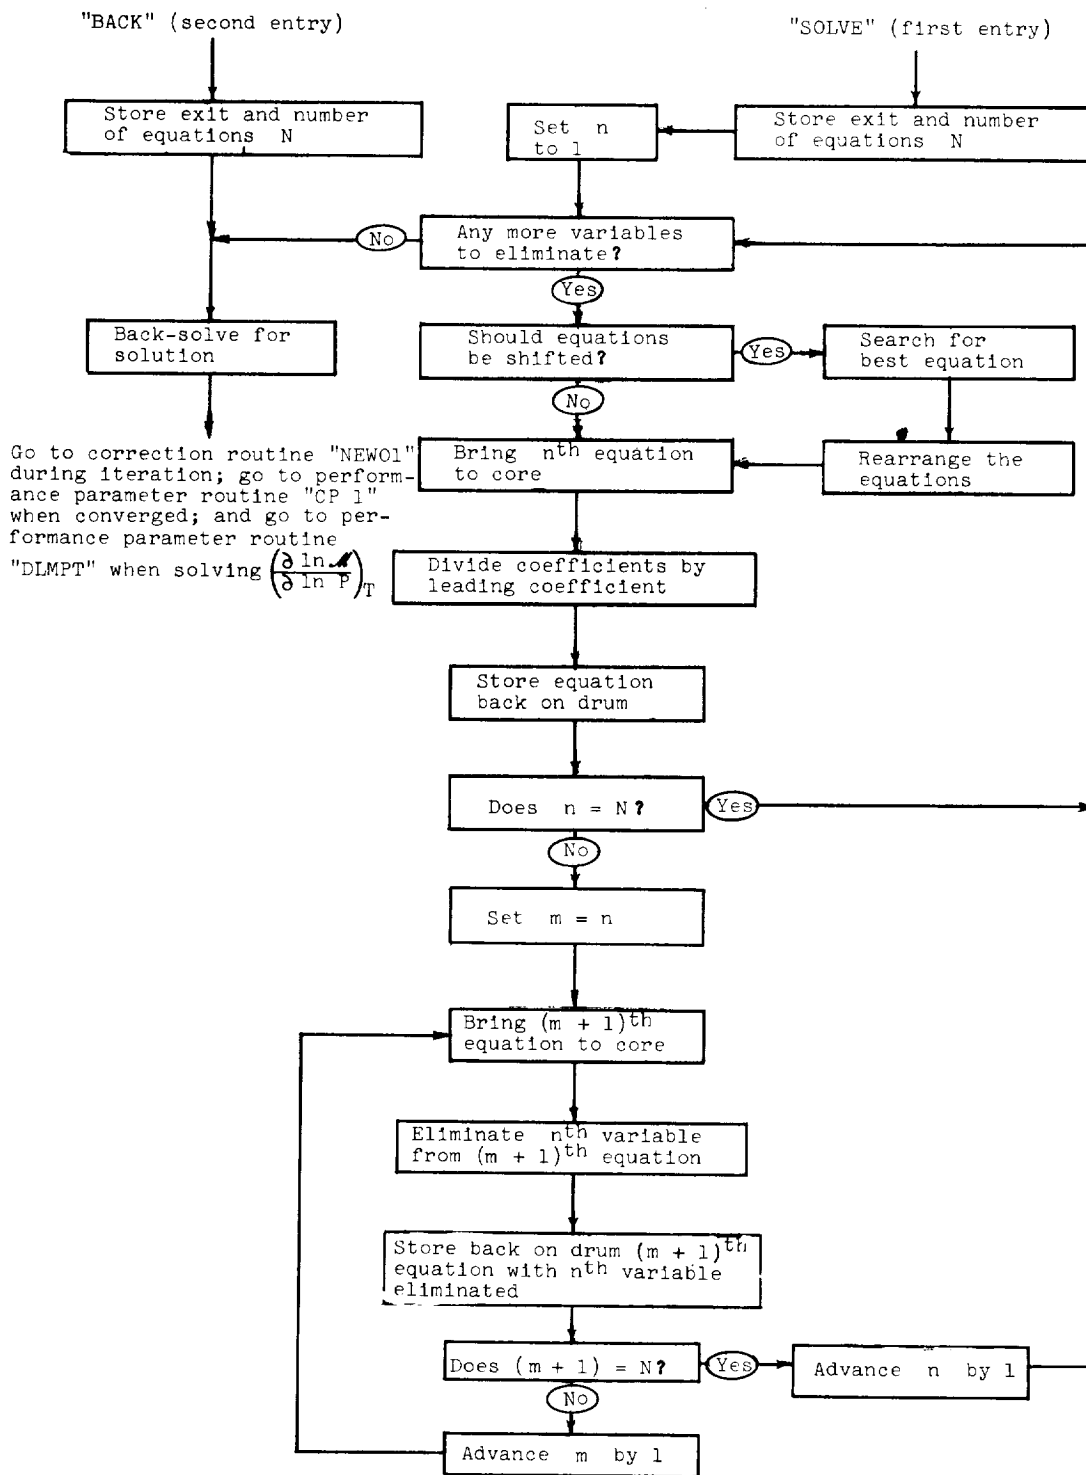 "BACK" (second entry)
"SOLVE" (first entry)
Store exit and number
of equations N
Set n
to 1
Store exit and number
of equations N
No
Any more variables
to eliminate?
Yes
Back-solve for
solution
Should equations
be shifted?
Yes
Search for
best equation
No
Go to correction routine "NEWO1"
during iteration; go to perform-
ance parameter routine "CP 1"
when converged; and go to per-
formance parameter routine
"DLMPT" when solving (∂ ln ℳ / ∂ ln P)T
Bring nth equation
to core
Rearrange the
equations
Divide coefficients by
leading coefficient
Store equation
back on drum
Does n = N?
Yes
No
Set m = n
Bring (m + 1)th
equation to core
Eliminate nth variable
from (m + 1)th equation
Store back on drum (m + 1)th
equation with nth variable
eliminated
Does (m + 1) = N?
Yes
Advance n by 1
No
Advance m by 1